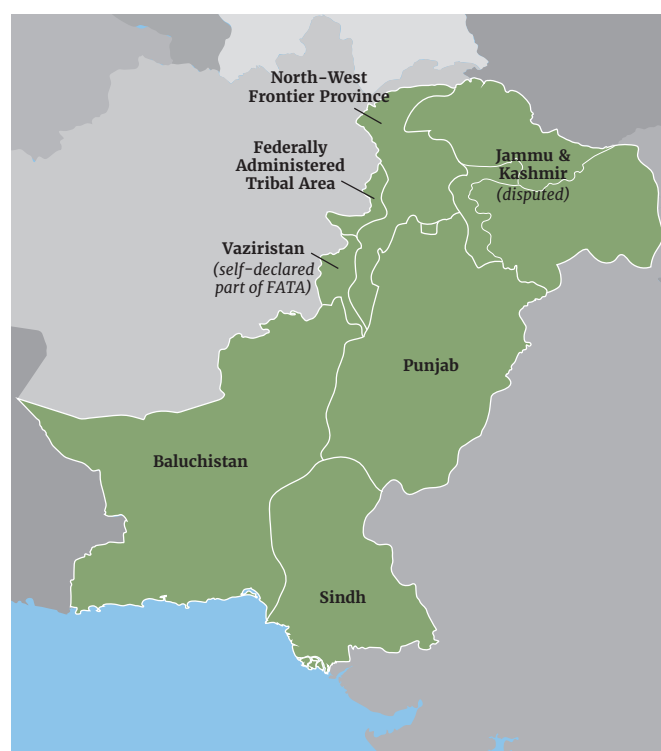 North-West
Frontier Province
Federally
Administered
Tribal Area
Jammu &
Kashmir
(disputed)
Vaziristan
(self-declared
part of FATA)
Punjab
Baluchistan
Sindh